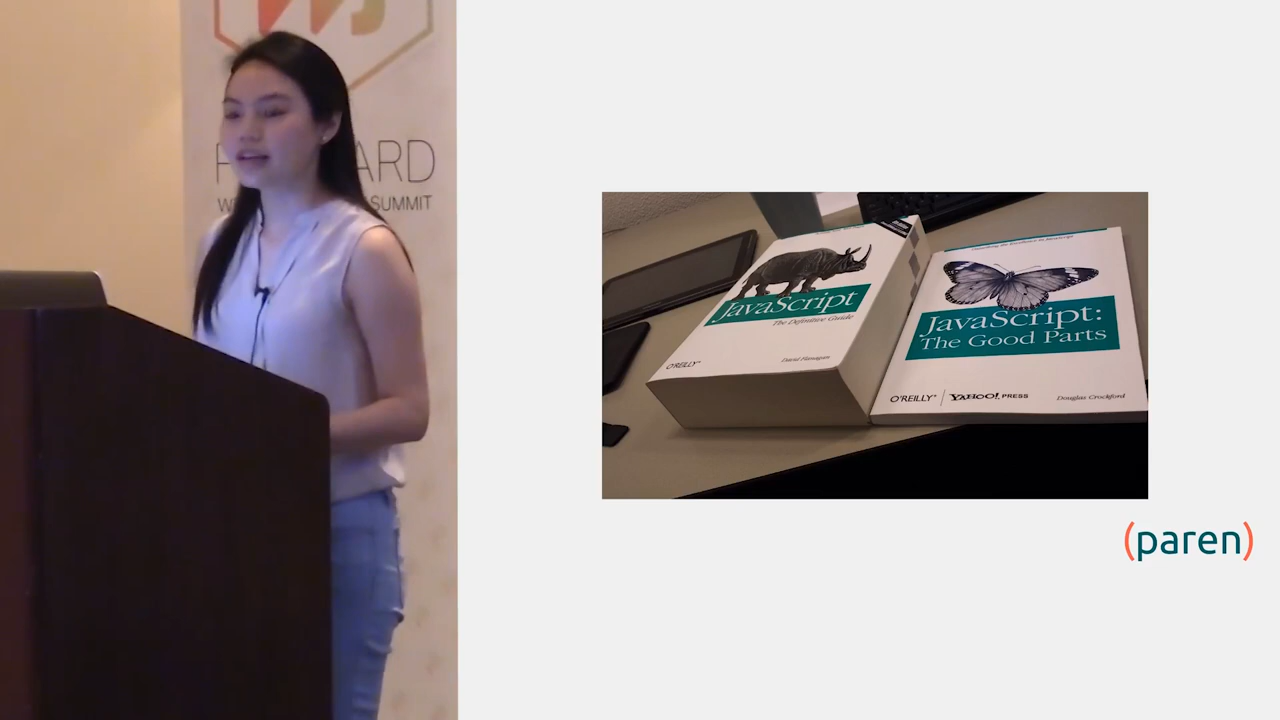 ARD
SUMMIT
JavaScript
The Definitive Guide
O'REILLY®
David Flanagan
JavaScript:
The Good Parts
O'REILLY®
YAHOO! PRESS
Douglas Crockford
(paren)